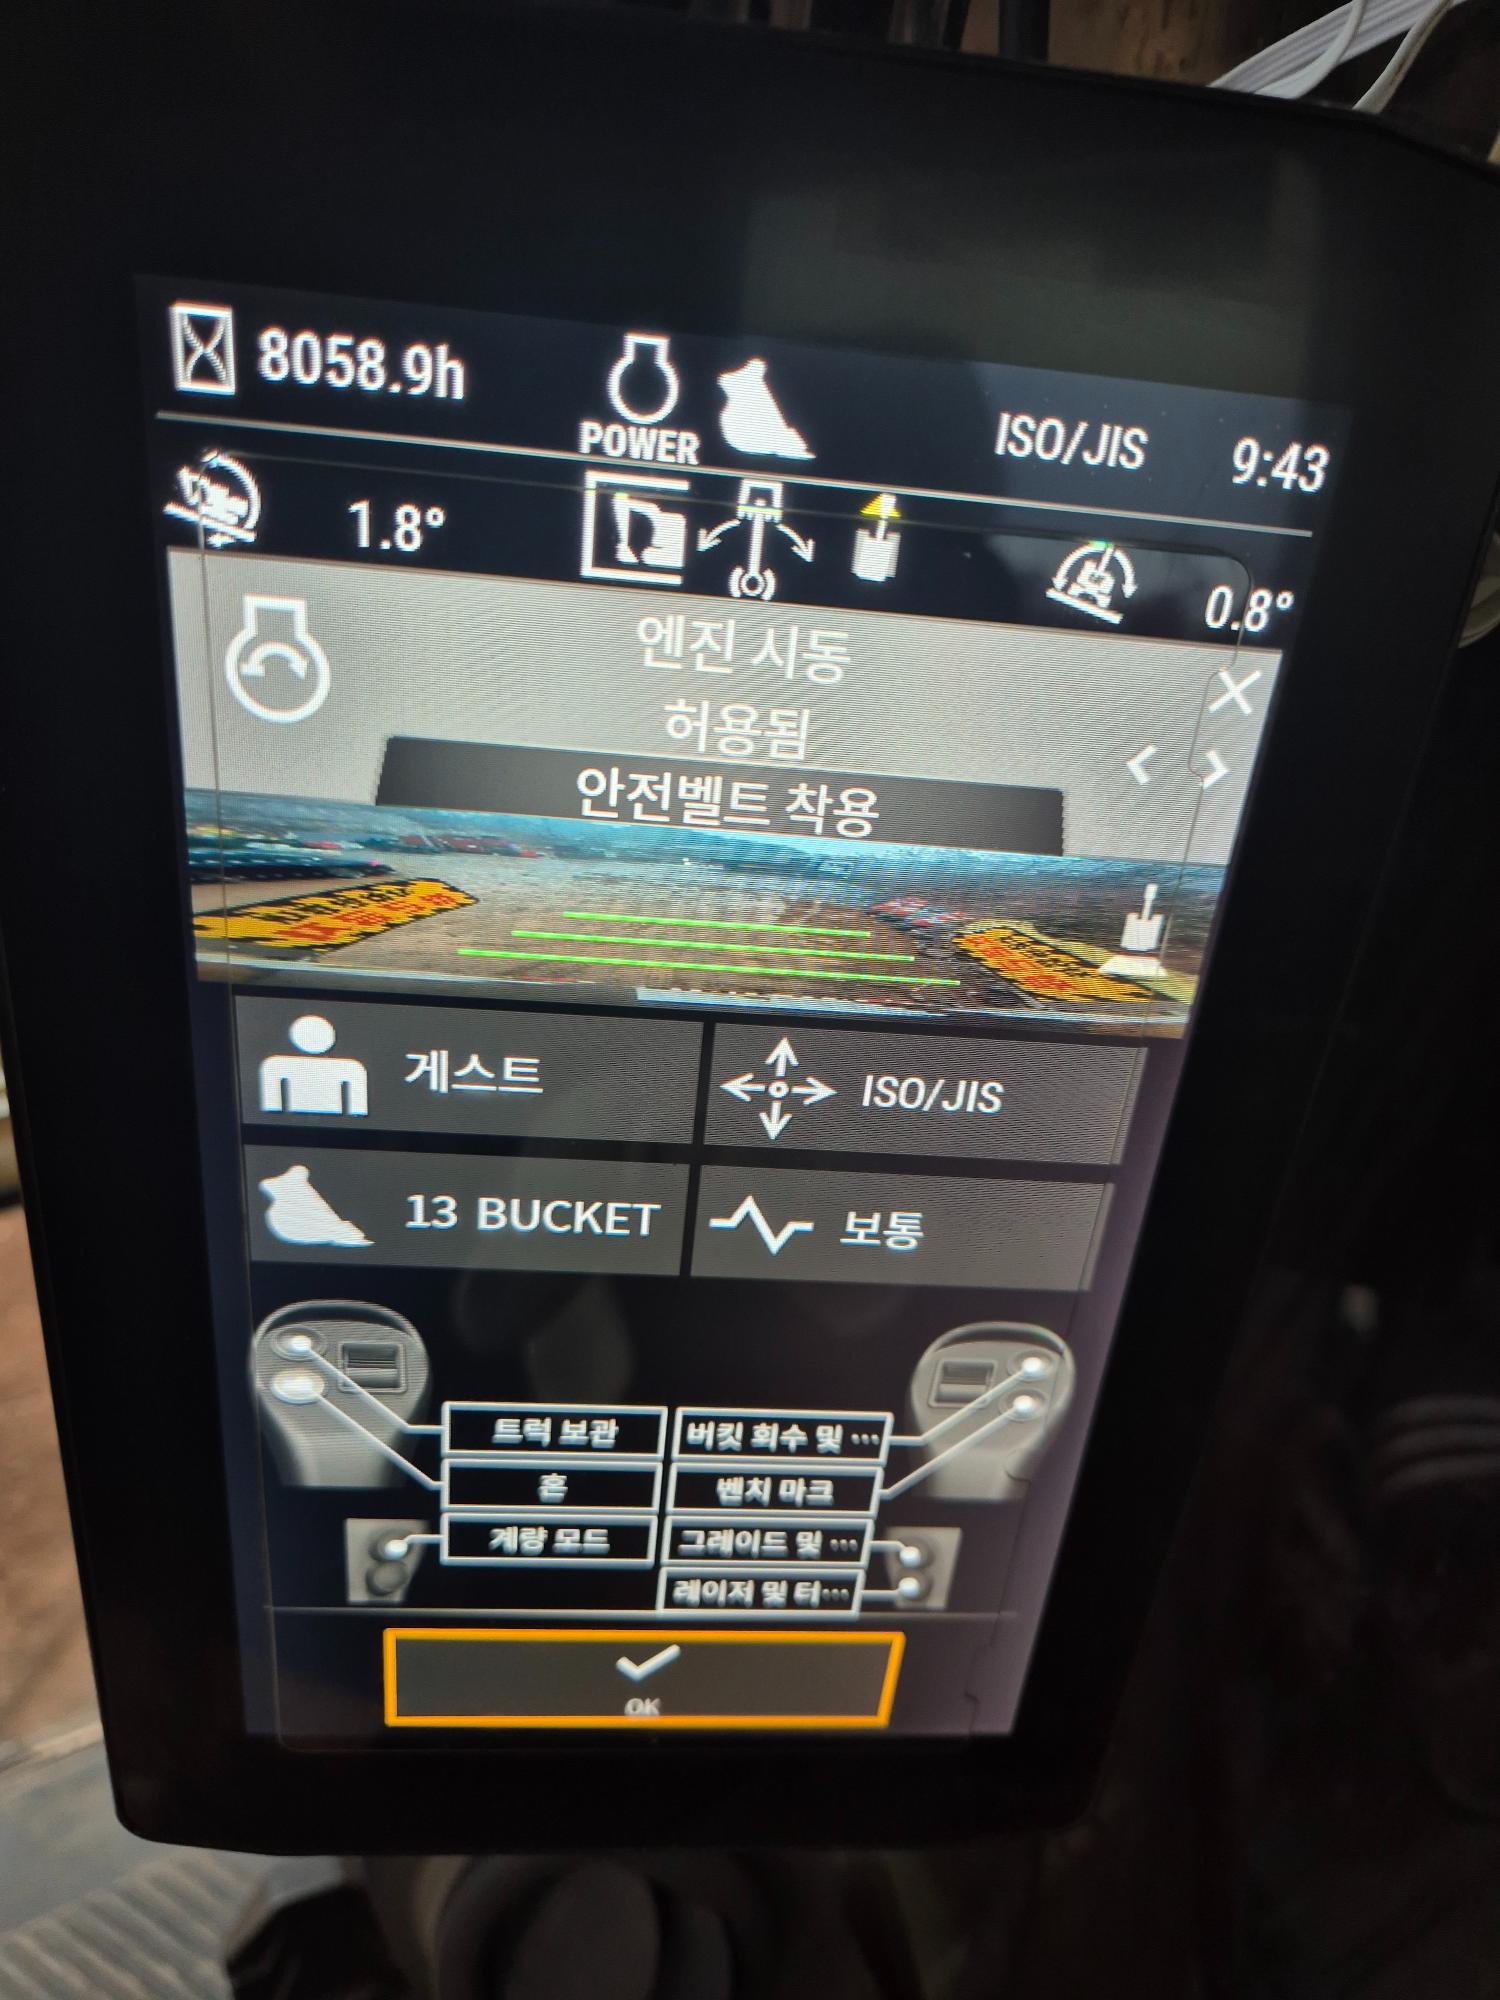 8058.9h
POWER
ISO/JIS
9:43
1.8°
0.8°
엔진 시동
허용됨
안전벨트 착용
게스트
ISO/JIS
13 BUCKET
보통
트럭 보관
버킷 회수 및 ...
혼
벤치 마크
계량 모드
그레이드 및 ...
레이저 및 터...
OK